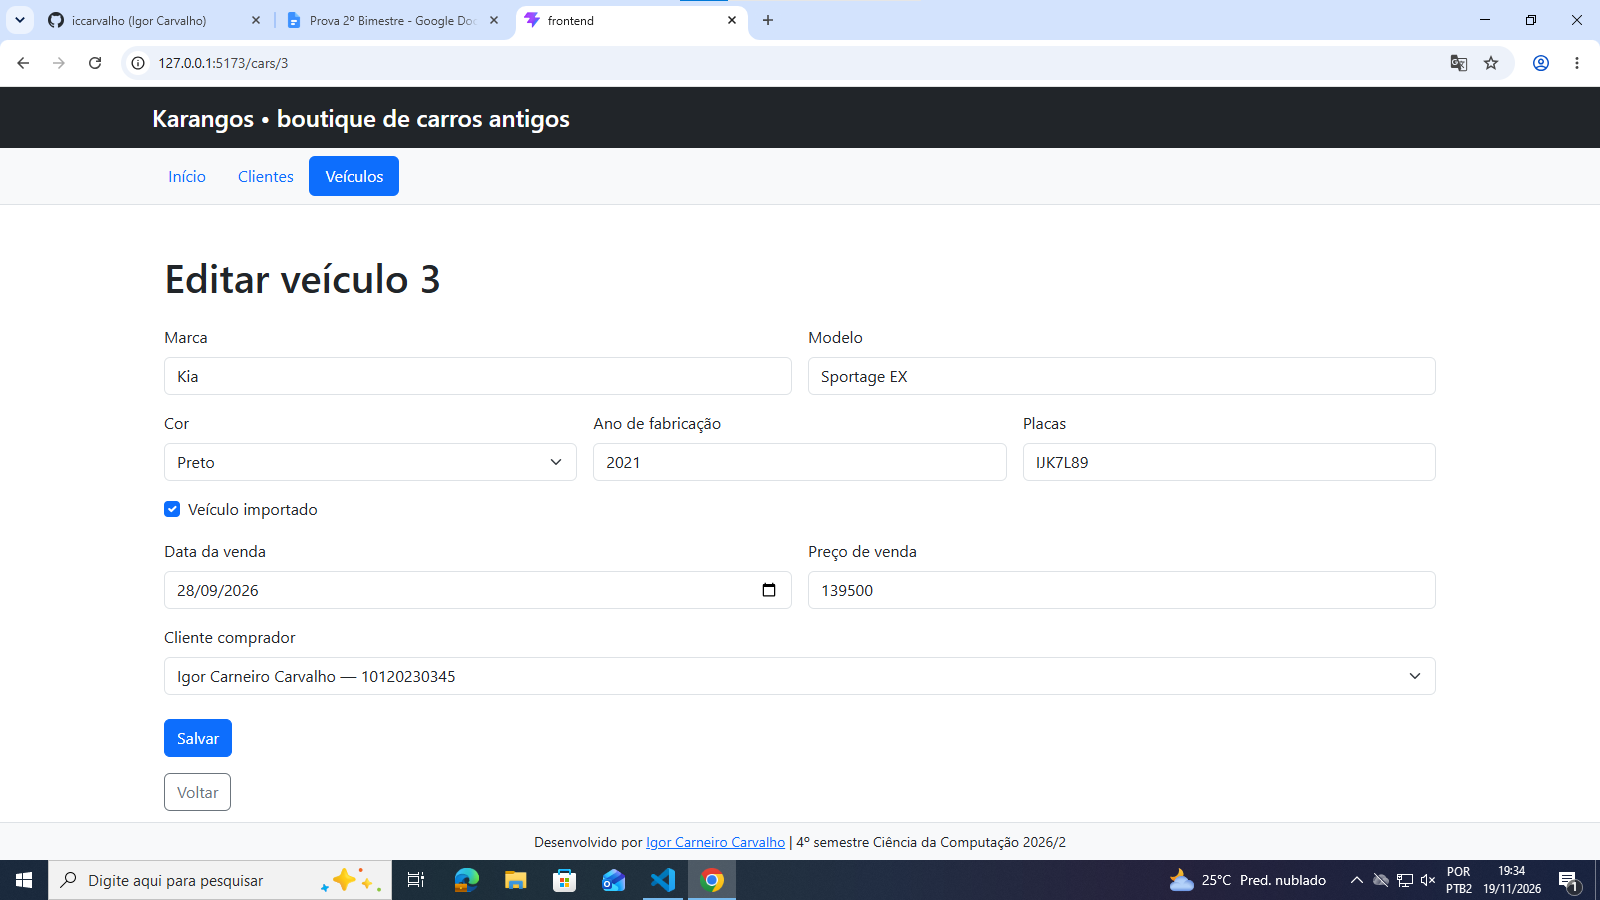 iccarvalho (Igor Carvalho)
Prova 2º Bimestre - Google Doc
frontend
127.0.0.1:5173/cars/3
Karangos • boutique de carros antigos
Início
Clientes
Veículos
Editar veículo 3
Marca
Modelo
Kia
Sportage EX
Cor
Ano de fabricação
Placas
Preto
2021
IJK7L89
Veículo importado
Data da venda
Preço de venda
28/09/2026
139500
Cliente comprador
Igor Carneiro Carvalho — 10120230345
Salvar
Voltar
Desenvolvido por Igor Carneiro Carvalho | 4º semestre Ciência da Computação 2026/2
Digite aqui para pesquisar
25°C Pred. nublado
POR
PTB2
19:34
19/11/2026
1